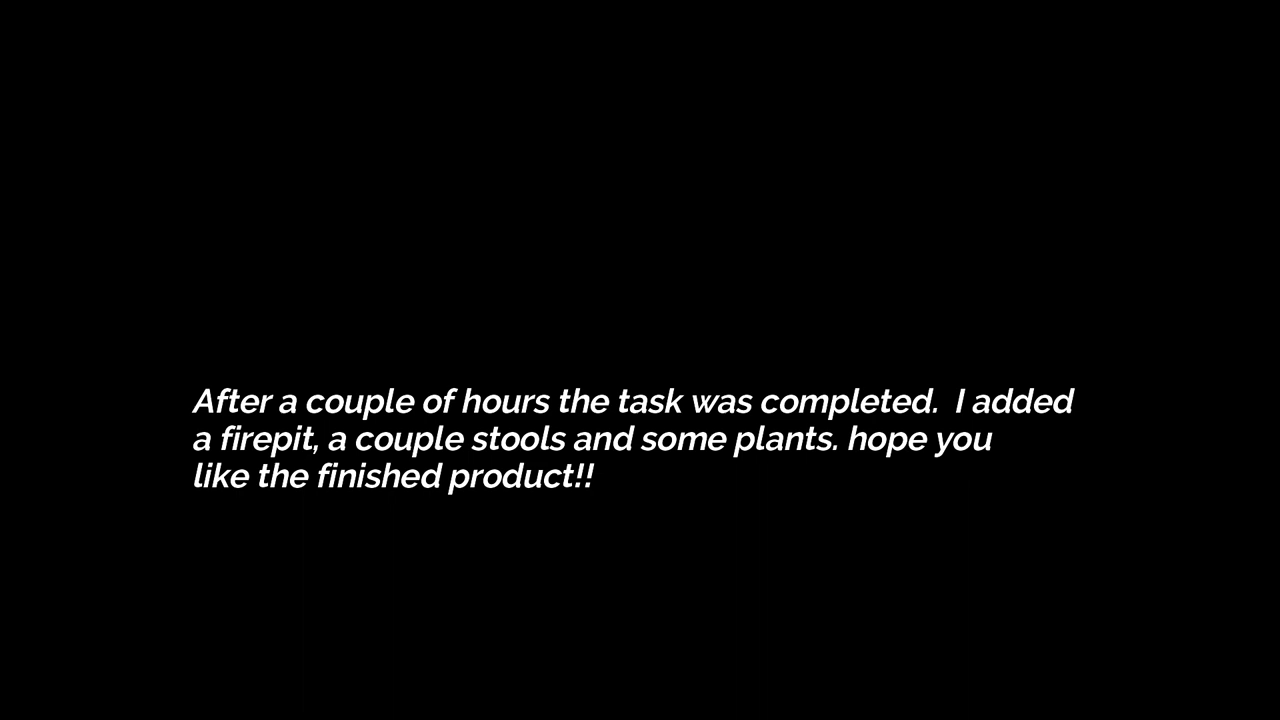 After a couple of hours the task was completed.  I added
a firepit, a couple stools and some plants. hope you
like the finished product!!